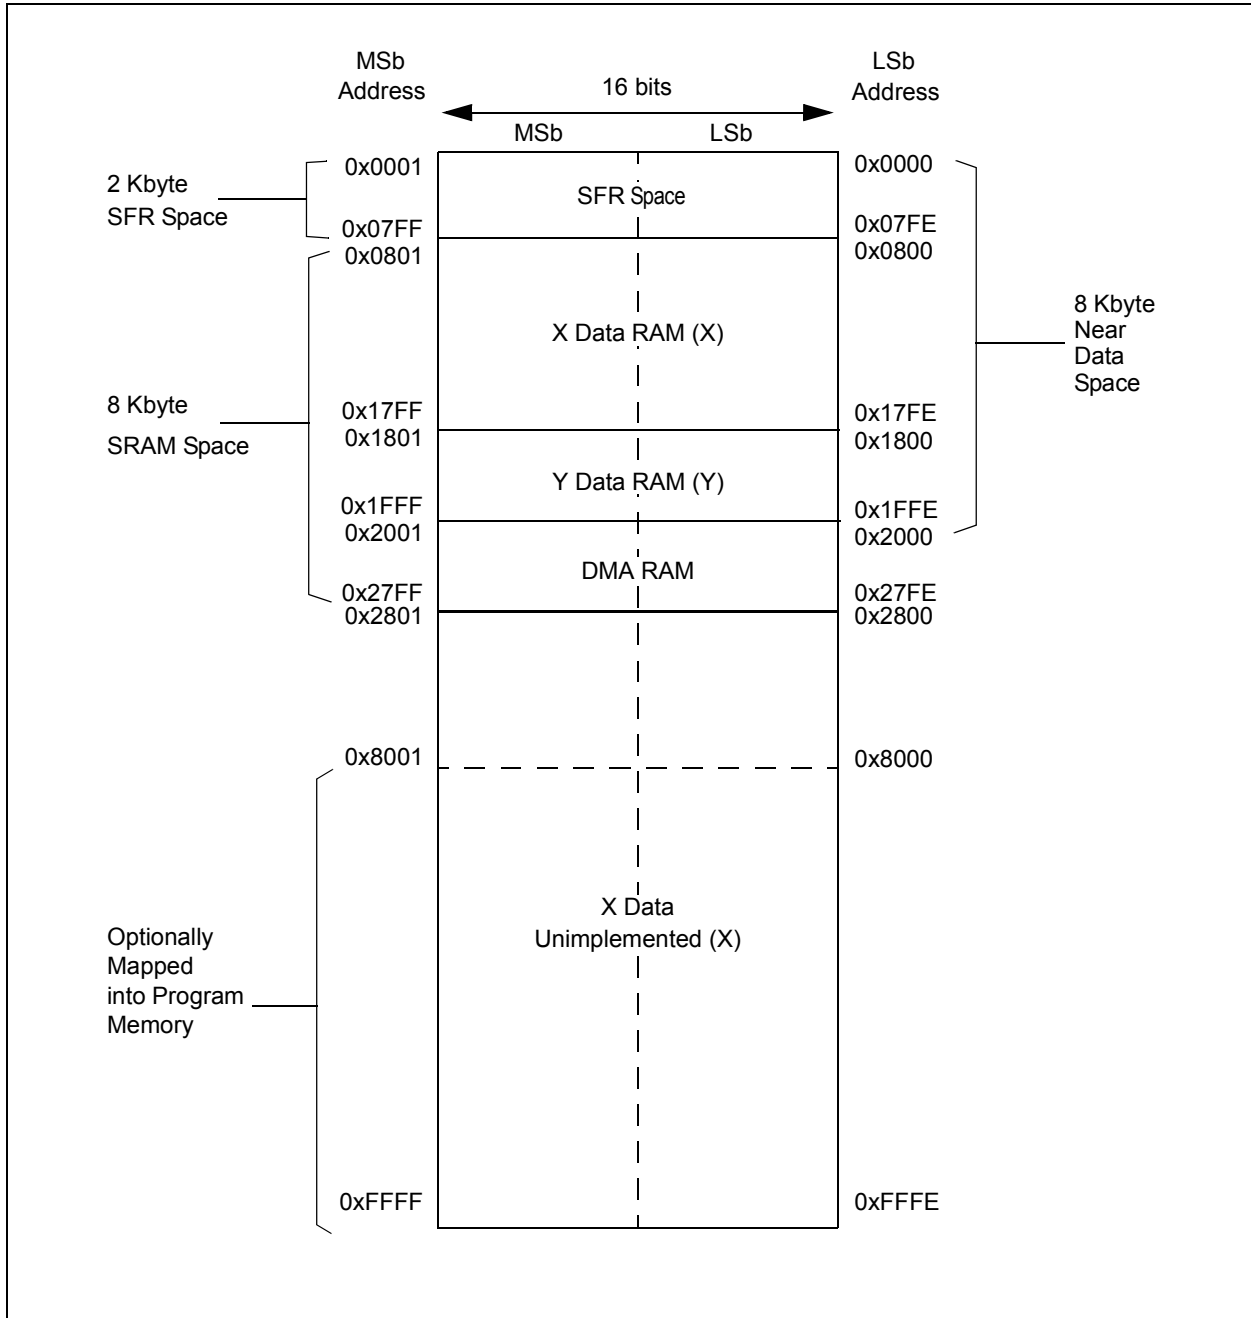 MSb
Address
LSb
Address
16 bits
MSb
LSb
2 Kbyte
SFR Space
0x0001
0x0000
SFR Space
0x07FF
0x07FE
0x0801
0x0800
X Data RAM (X)
8 Kbyte
Near
Data
Space
8 Kbyte
SRAM Space
0x17FF
0x17FE
0x1801
0x1800
Y Data RAM (Y)
0x1FFF
0x1FFE
0x2001
0x2000
DMA RAM
0x27FF
0x27FE
0x2801
0x2800
0x8001
0x8000
X Data
Unimplemented (X)
Optionally
Mapped
into Program
Memory
0xFFFF
0xFFFE